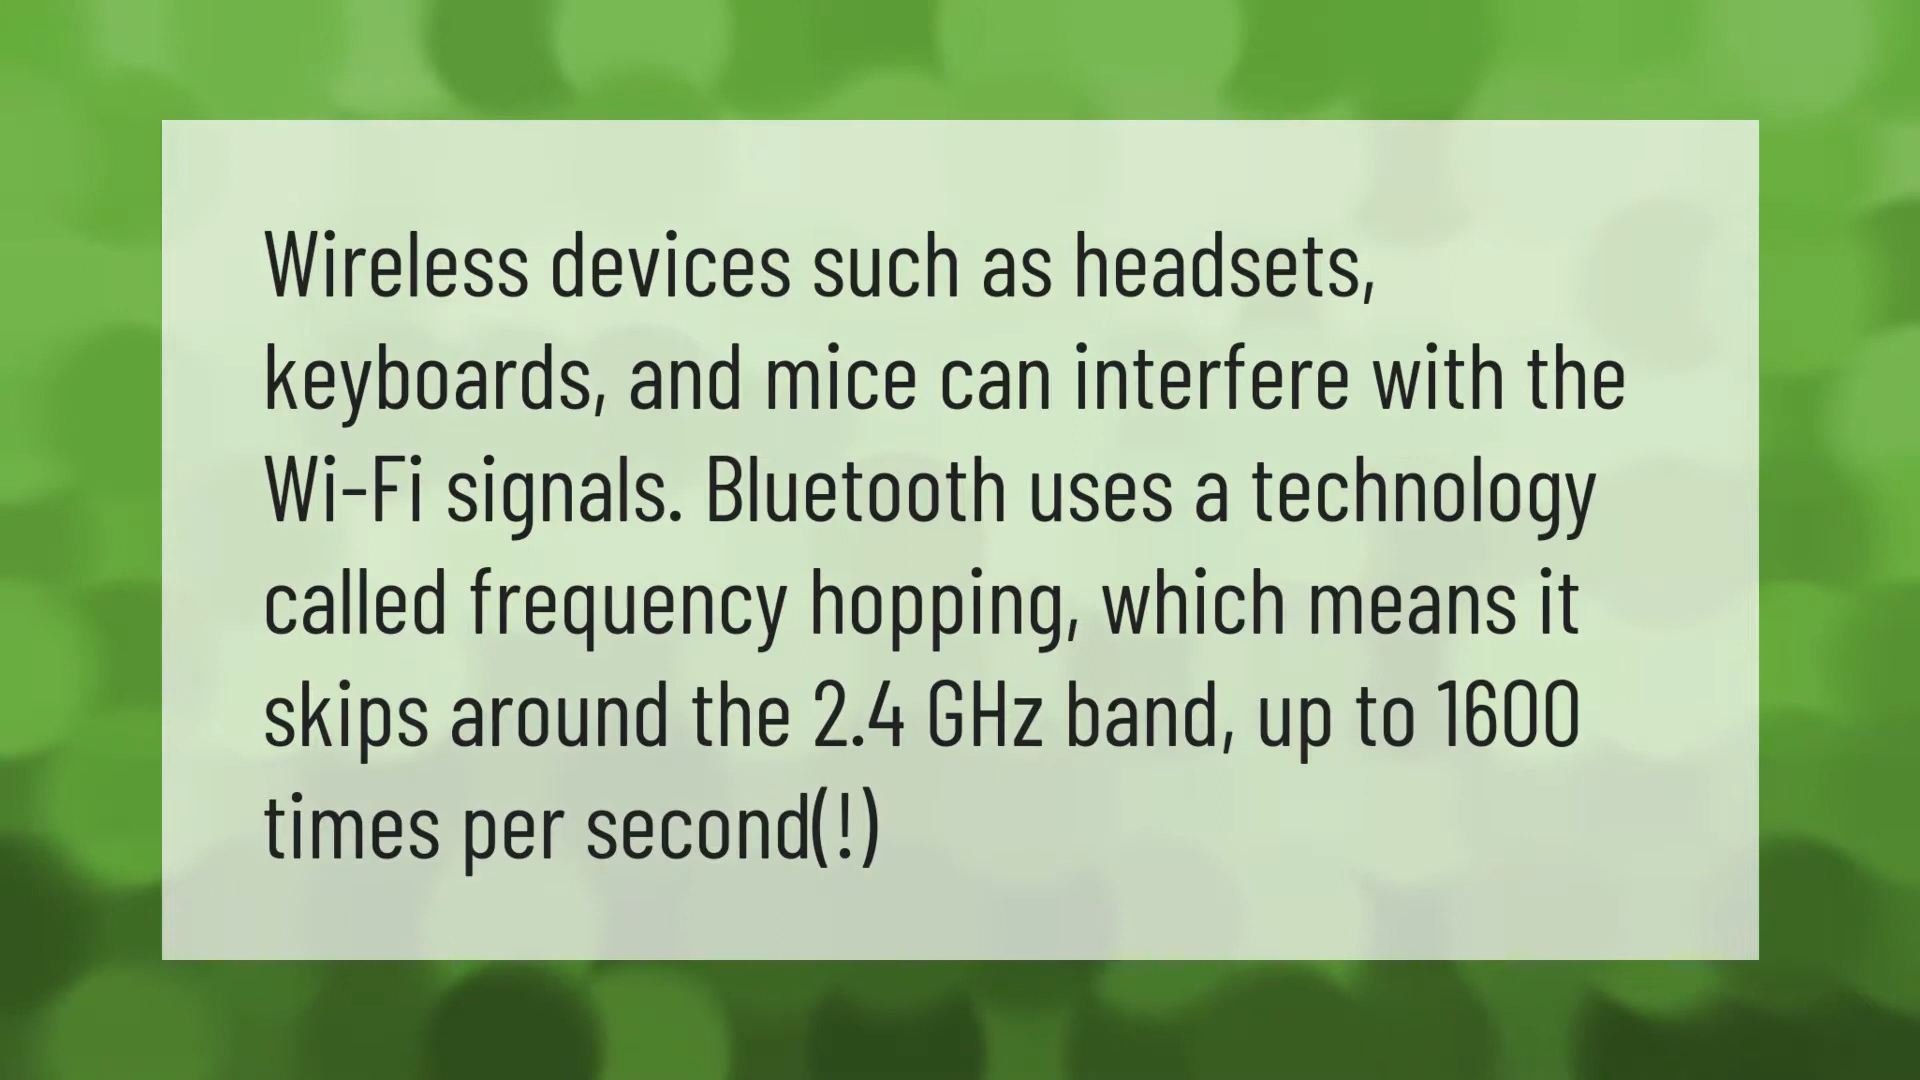 Wireless devices such as headsets,
keyboards, and mice can interfere with the
Wi-Fi signals. Bluetooth uses a technology
called frequency hopping, which means it
skips around the 2.4 GHz band, up to 1600
times per second(!)